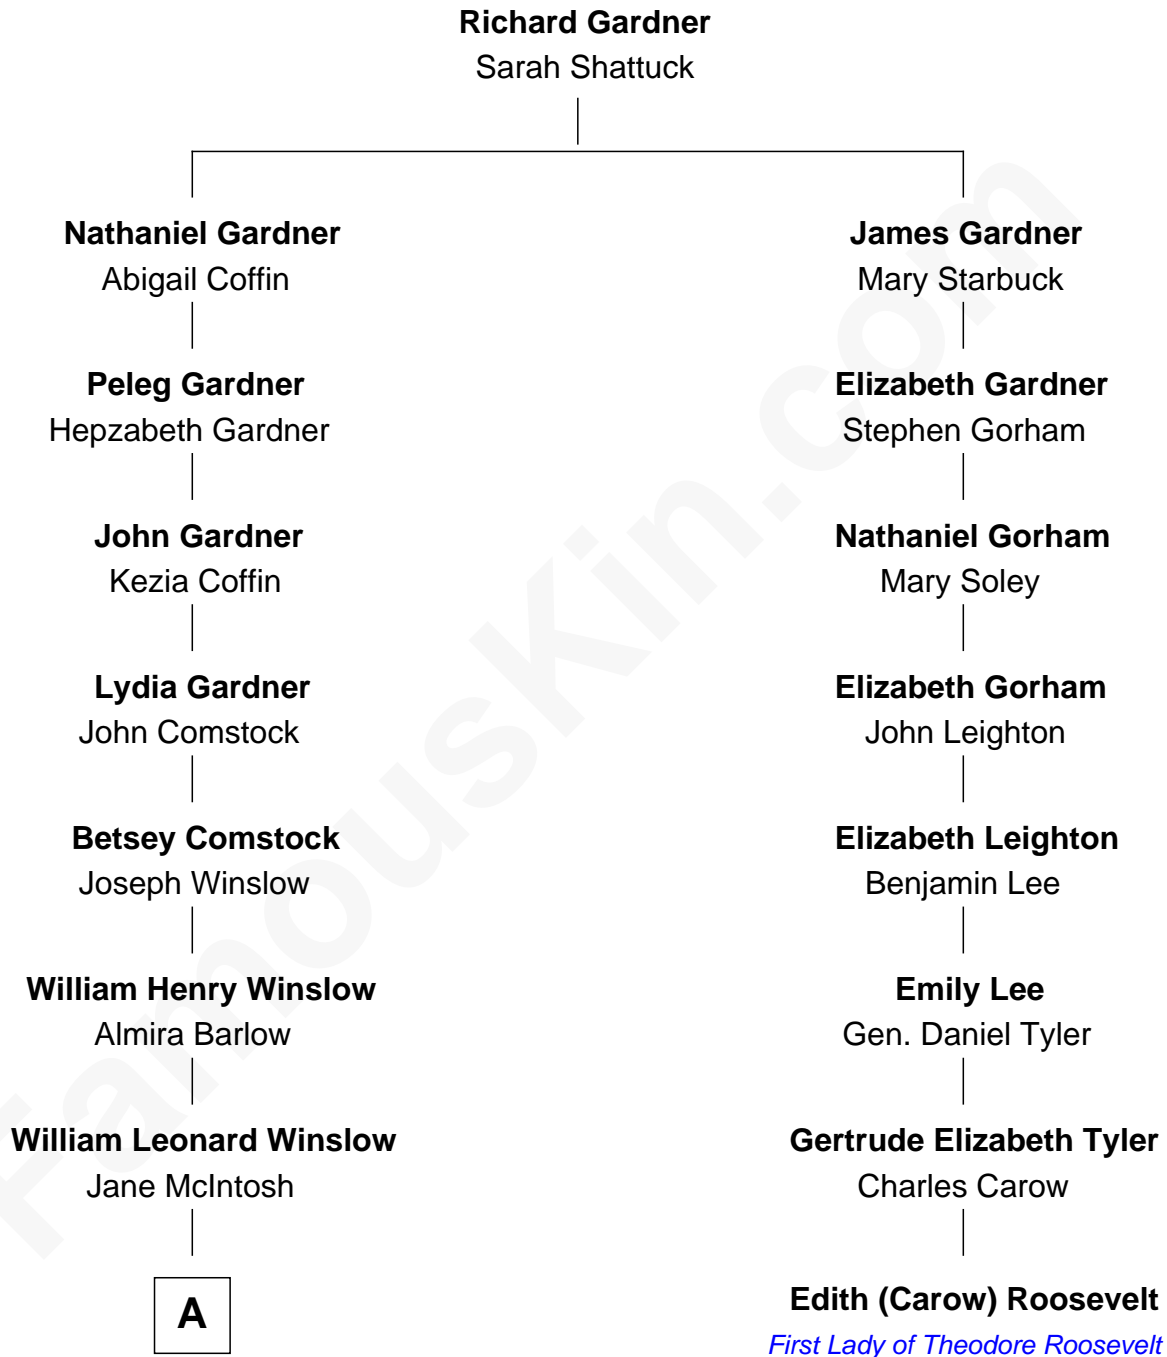 Richard Gardner
Sarah Shattuck
Nathaniel Gardner
Abigail Coffin
James Gardner
Mary Starbuck
Peleg Gardner
Hepzabeth Gardner
Elizabeth Gardner
Stephen Gorham
John Gardner
Kezia Coffin
Nathaniel Gorham
Mary Soley
Lydia Gardner
John Comstock
Elizabeth Gorham
John Leighton
Betsey Comstock
Joseph Winslow
Elizabeth Leighton
Benjamin Lee
William Henry Winslow
Almira Barlow
Emily Lee
Gen. Daniel Tyler
William Leonard Winslow
Jane McIntosh
Gertrude Elizabeth Tyler
Charles Carow
A
Edith (Carow) Roosevelt
First Lady of Theodore Roosevelt
FamousKin.com